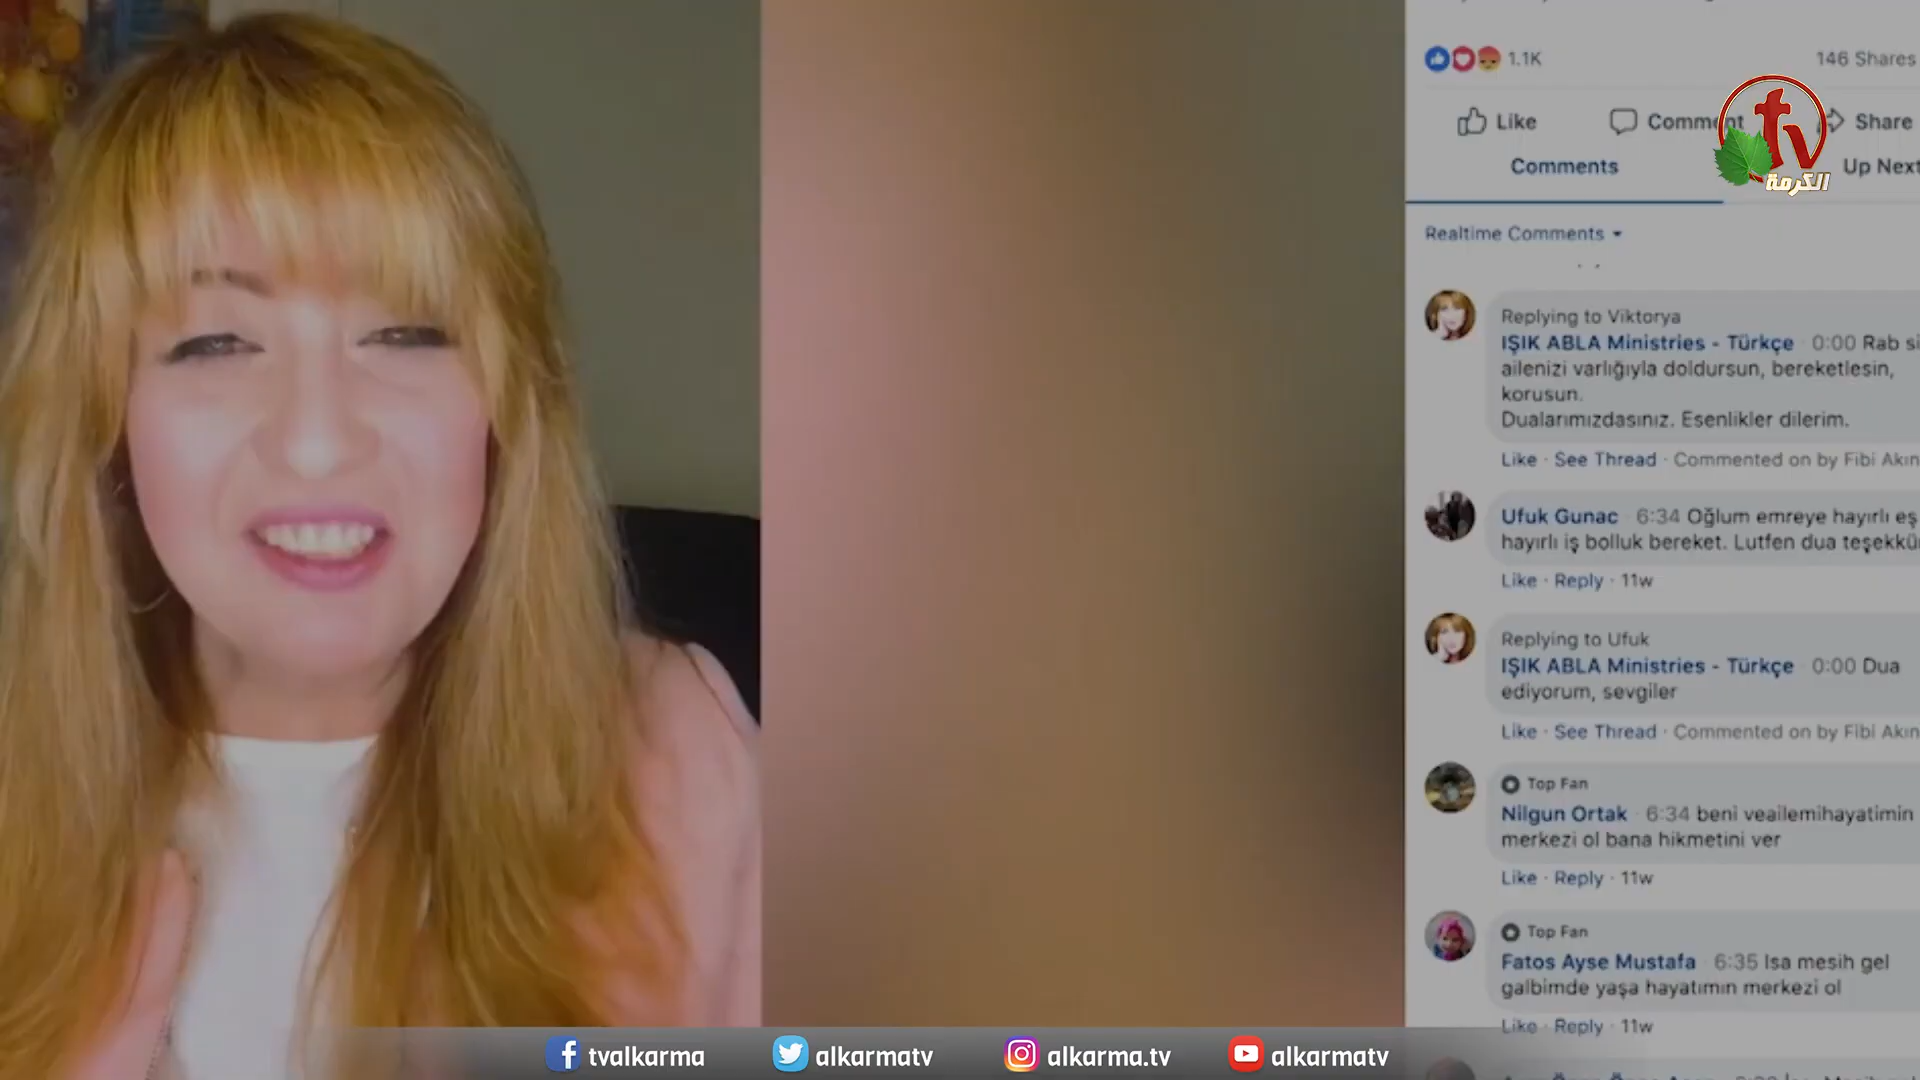 1.1K
146 Shares
Like
Comment
Share
Comments
Up Next
tv
الكرمة
Realtime Comments
Replying to Viktorya
IŞIK ABLA Ministries - Türkçe · 0:00 Rab si
ailenizi varlığıyla doldursun, bereketlesin,
korusun.
Dualarımızdasınız. Esenlikler dilerim.
Like · See Thread · Commented on by Fibi Akın
Ufuk Gunac · 6:34 Oğlum emreye hayırlı eş
hayırlı iş bolluk bereket. Lutfen dua teşekkü
Like · Reply · 11w
Replying to Ufuk
IŞIK ABLA Ministries - Türkçe · 0:00 Dua
ediyorum, sevgiler
Like · See Thread · Commented on by Fibi Akın
Top Fan
Nilgun Ortak · 6:34 beni veailemihayatimin
merkezi ol bana hikmetini ver
Like · Reply · 11w
Top Fan
Fatos Ayse Mustafa · 6:35 Isa mesih gel
galbimde yaşa hayatımın merkezi ol
Like · Reply · 11w
tvalkarma
alkarmatv
alkarma.tv
alkarmatv